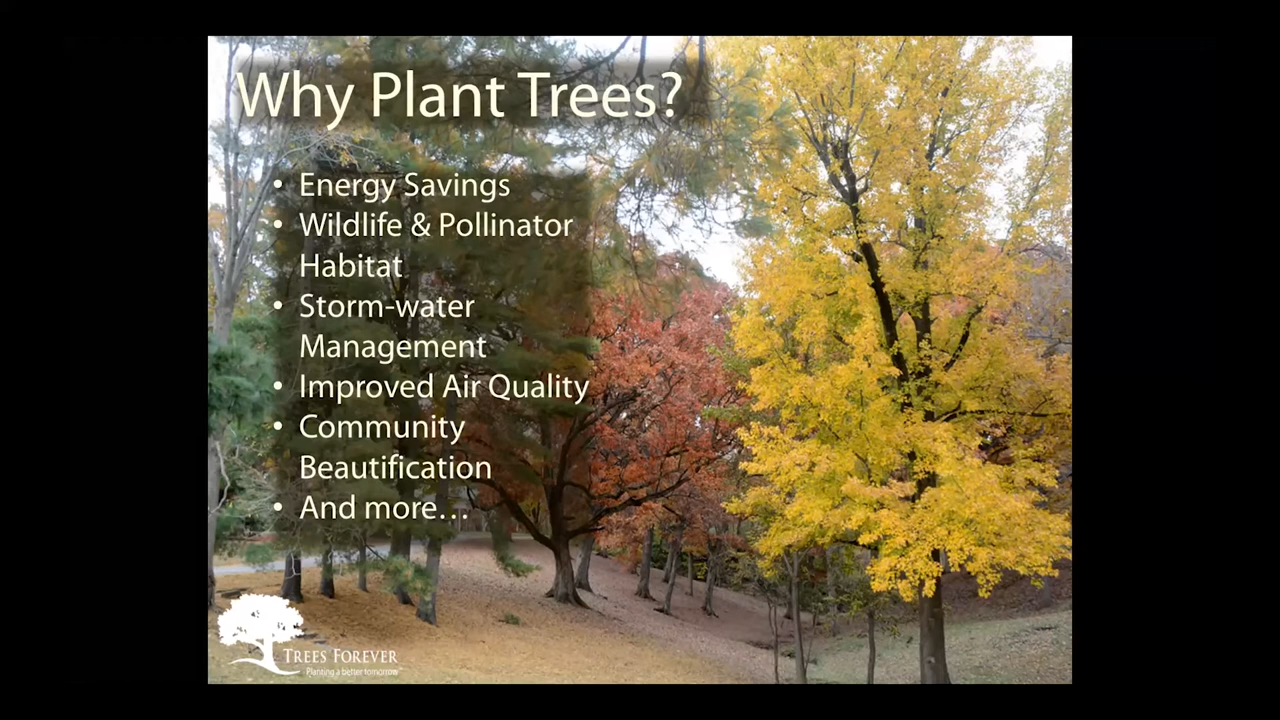 Why Plant Trees?
• Energy Savings
• Wildlife & Pollinator
Habitat
• Storm-water
Management
• Improved Air Quality
• Community
Beautification
• And more…
TREES FOREVER
Planting a better tomorrow